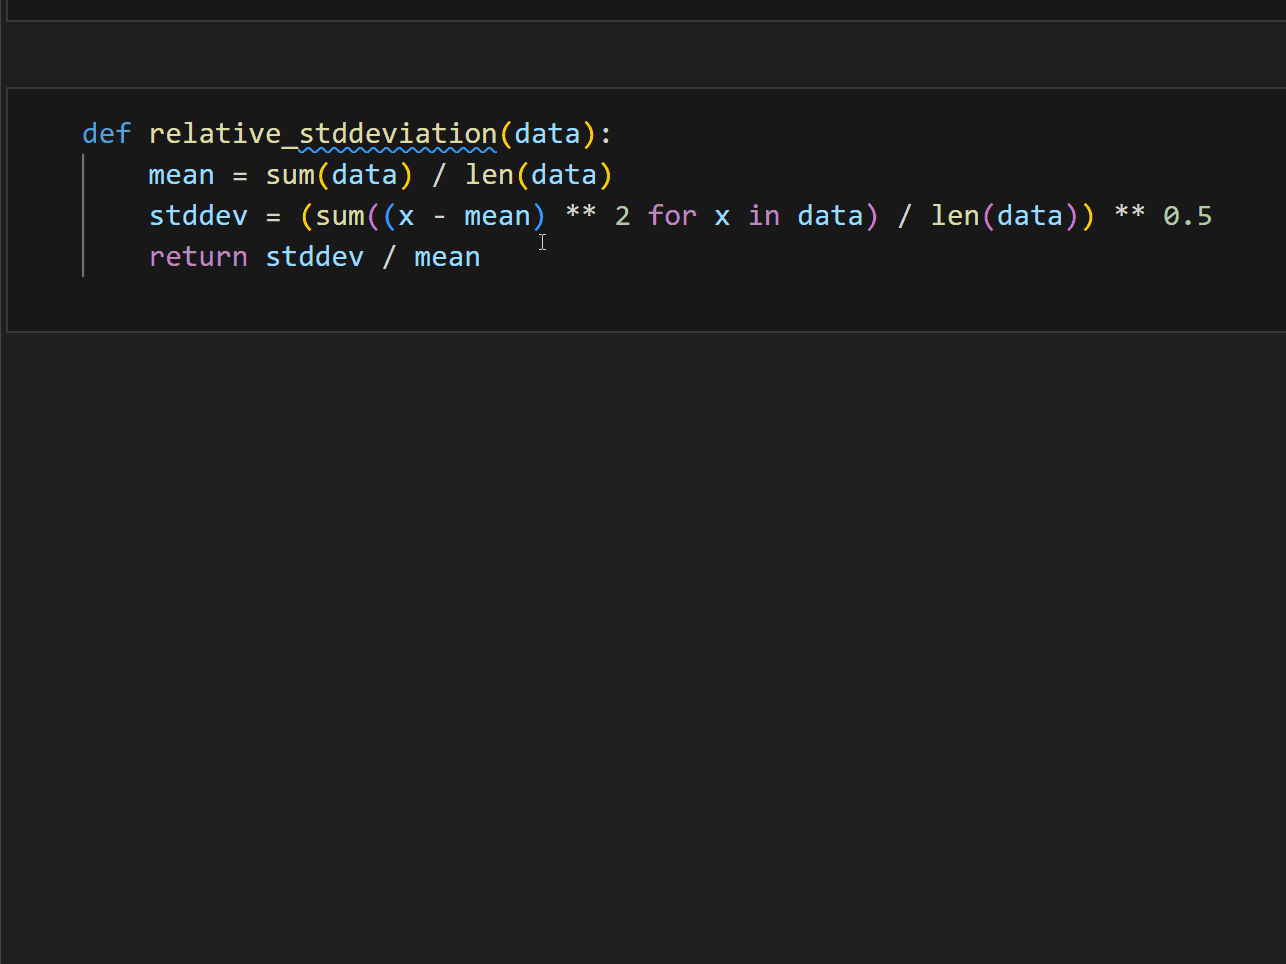 def relative_stddeviation(data):
    mean = sum(data) / len(data)
    stddev = (sum((x - mean) ** 2 for x in data) / len(data)) ** 0.5
    return stddev / mean